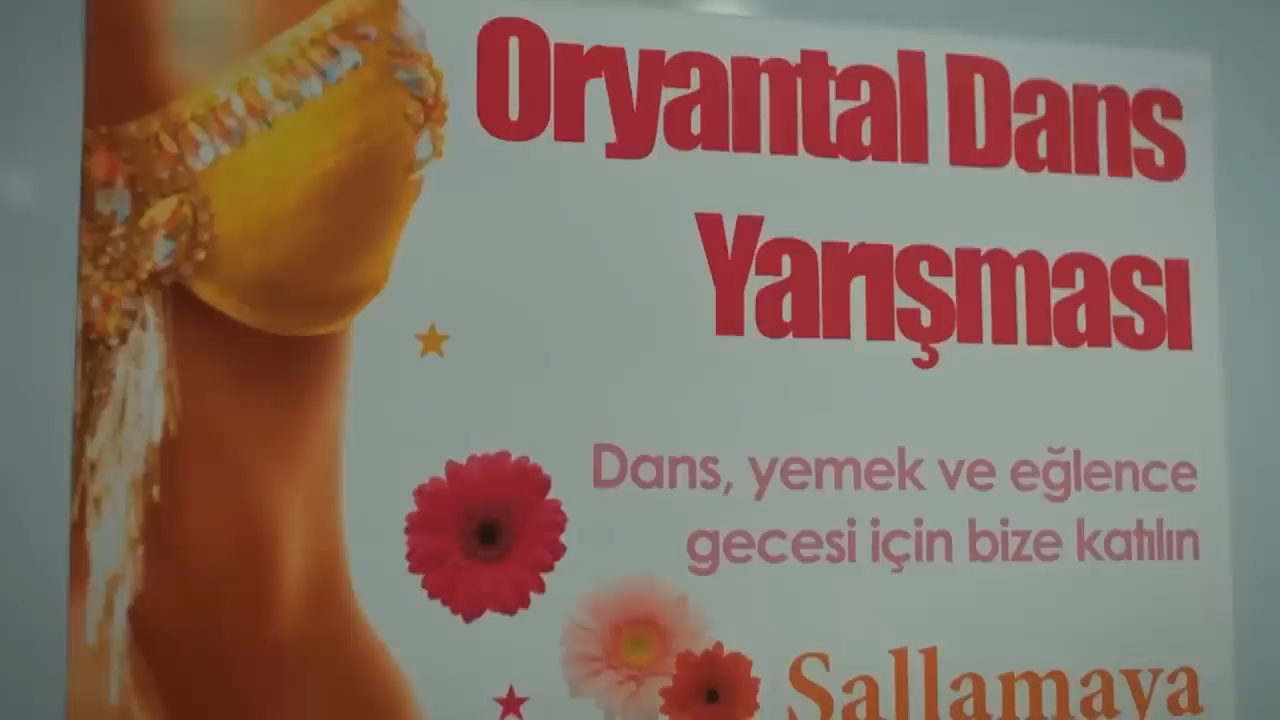 Oryantal Dans
Yarışması
Dans, yemek ve eğlence
gecesi için bize katılın
Sallamaya